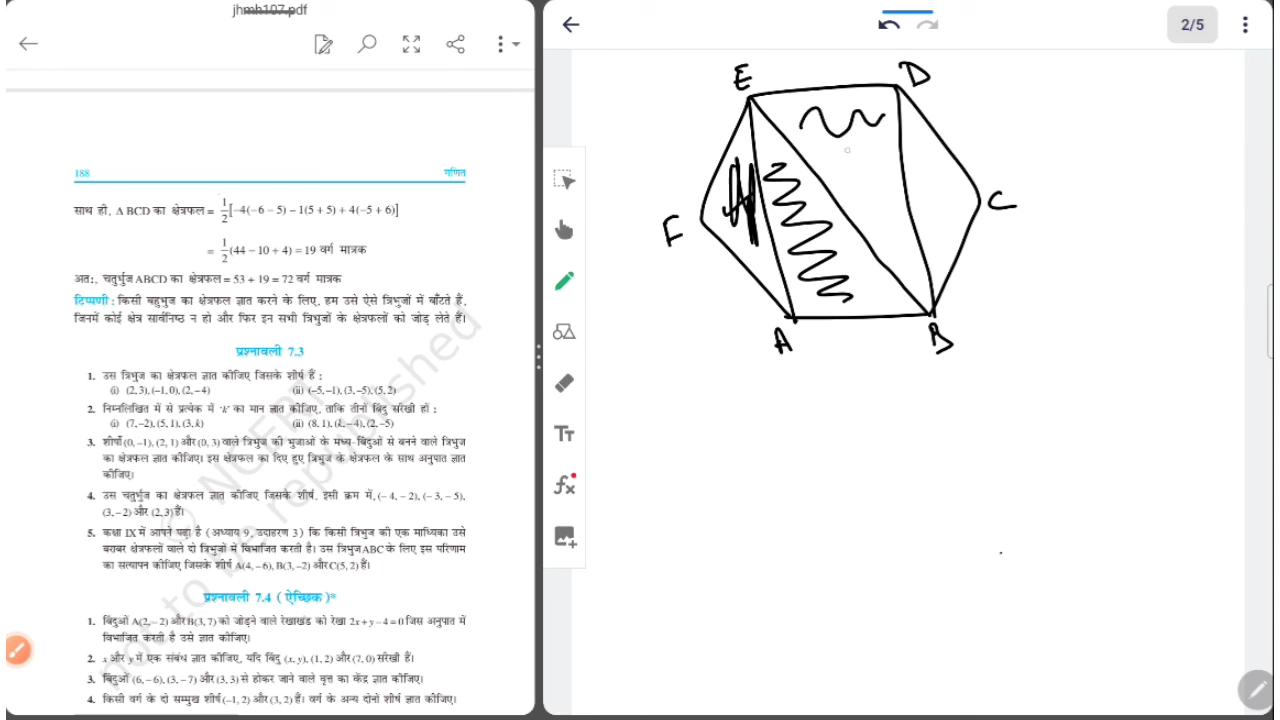 jhmh107.pdf
2/5
188
गणित
साथ ही, Δ BCD का क्षेत्रफल = 1/2[−4(−6 − 5) − 1(5 + 5) + 4(−5 + 6)]
= 1/2(44 − 10 + 4) = 19 वर्ग मात्रक
अतः, चतुर्भुज ABCD का क्षेत्रफल = 53 + 19 = 72 वर्ग मात्रक
टिप्पणी : किसी बहुभुज का क्षेत्रफल ज्ञात करने के लिए, हम उसे ऐसे त्रिभुजों में बाँटते हैं,
जिनमें कोई क्षेत्र सार्वनिष्ठ न हो और फिर इन सभी त्रिभुजों के क्षेत्रफलों को जोड़ लेते हैं।
प्रश्नावली 7.3
1. उस त्रिभुज का क्षेत्रफल ज्ञात कीजिए जिसके शीर्ष हैं :
(i) (2, 3), (−1, 0), (2, −4) (ii) (−5, −1), (3, −5), (5, 2)
2. निम्नलिखित में से प्रत्येक में 'k' का मान ज्ञात कीजिए, ताकि तीनों बिंदु संरेखी हों :
(i) (7, −2), (5, 1), (3, k) (ii) (8, 1), (k, −4), (2, −5)
3. शीर्षों (0, −1), (2, 1) और (0, 3) वाले त्रिभुज की भुजाओं के मध्य-बिंदुओं से बनने वाले त्रिभुज
का क्षेत्रफल ज्ञात कीजिए। इस क्षेत्रफल का दिए हुए त्रिभुज के क्षेत्रफल के साथ अनुपात ज्ञात
कीजिए।
4. उस चतुर्भुज का क्षेत्रफल ज्ञात कीजिए जिसके शीर्ष, इसी क्रम में, (− 4, − 2), (− 3, − 5),
(3, − 2) और (2, 3) हैं।
5. कक्षा IX में आपने पढ़ा है (अध्याय 9, उदाहरण 3) कि किसी त्रिभुज की एक माध्यिका उसे
बराबर क्षेत्रफलों वाले दो त्रिभुजों में विभाजित करती है। उस त्रिभुज ABC के लिए इस परिणाम
का सत्यापन कीजिए जिसके शीर्ष A(4, −6), B(3, −2) और C(5, 2) हैं।
प्रश्नावली 7.4 ( ऐच्छिक )*
1. बिंदुओं A(2, −2) और B(3, 7) को जोड़ने वाले रेखाखंड को रेखा 2x + y − 4 = 0 जिस अनुपात में
विभाजित करती है उसे ज्ञात कीजिए।
2. x और y में एक संबंध ज्ञात कीजिए, यदि बिंदु (x, y), (1, 2) और (7, 0) संरेखी हैं।
3. बिंदुओं (6, −6), (3, −7) और (3, 3) से होकर जाने वाले वृत्त का केंद्र ज्ञात कीजिए।
4. किसी वर्ग के दो सम्मुख शीर्ष (−1, 2) और (3, 2) हैं। वर्ग के अन्य दोनों शीर्ष ज्ञात कीजिए।
© NCERT
not to be republished
Tт
fx
E
D
C
F
A
B